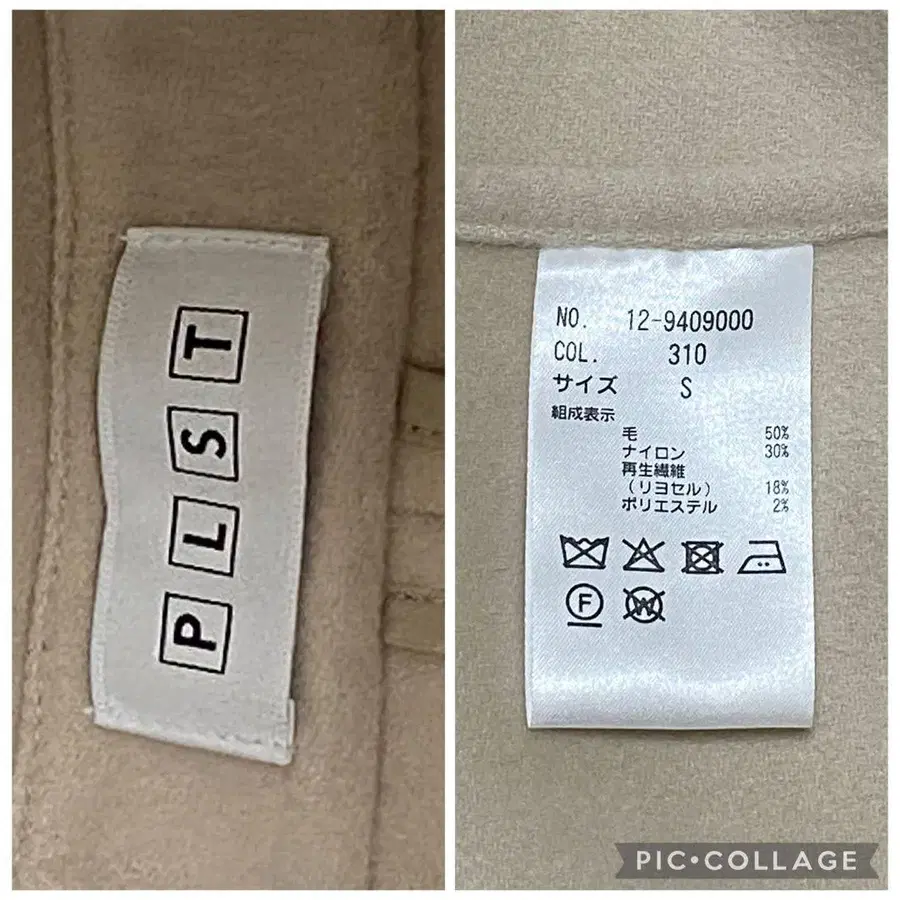 PLST
NO. 12-9409000
COL. 310
サイズ S
組成表示
毛 50%
ナイロン 30%
再生繊維
（リヨセル） 18%
ポリエステル 2%
F W
PIC•COLLAGE